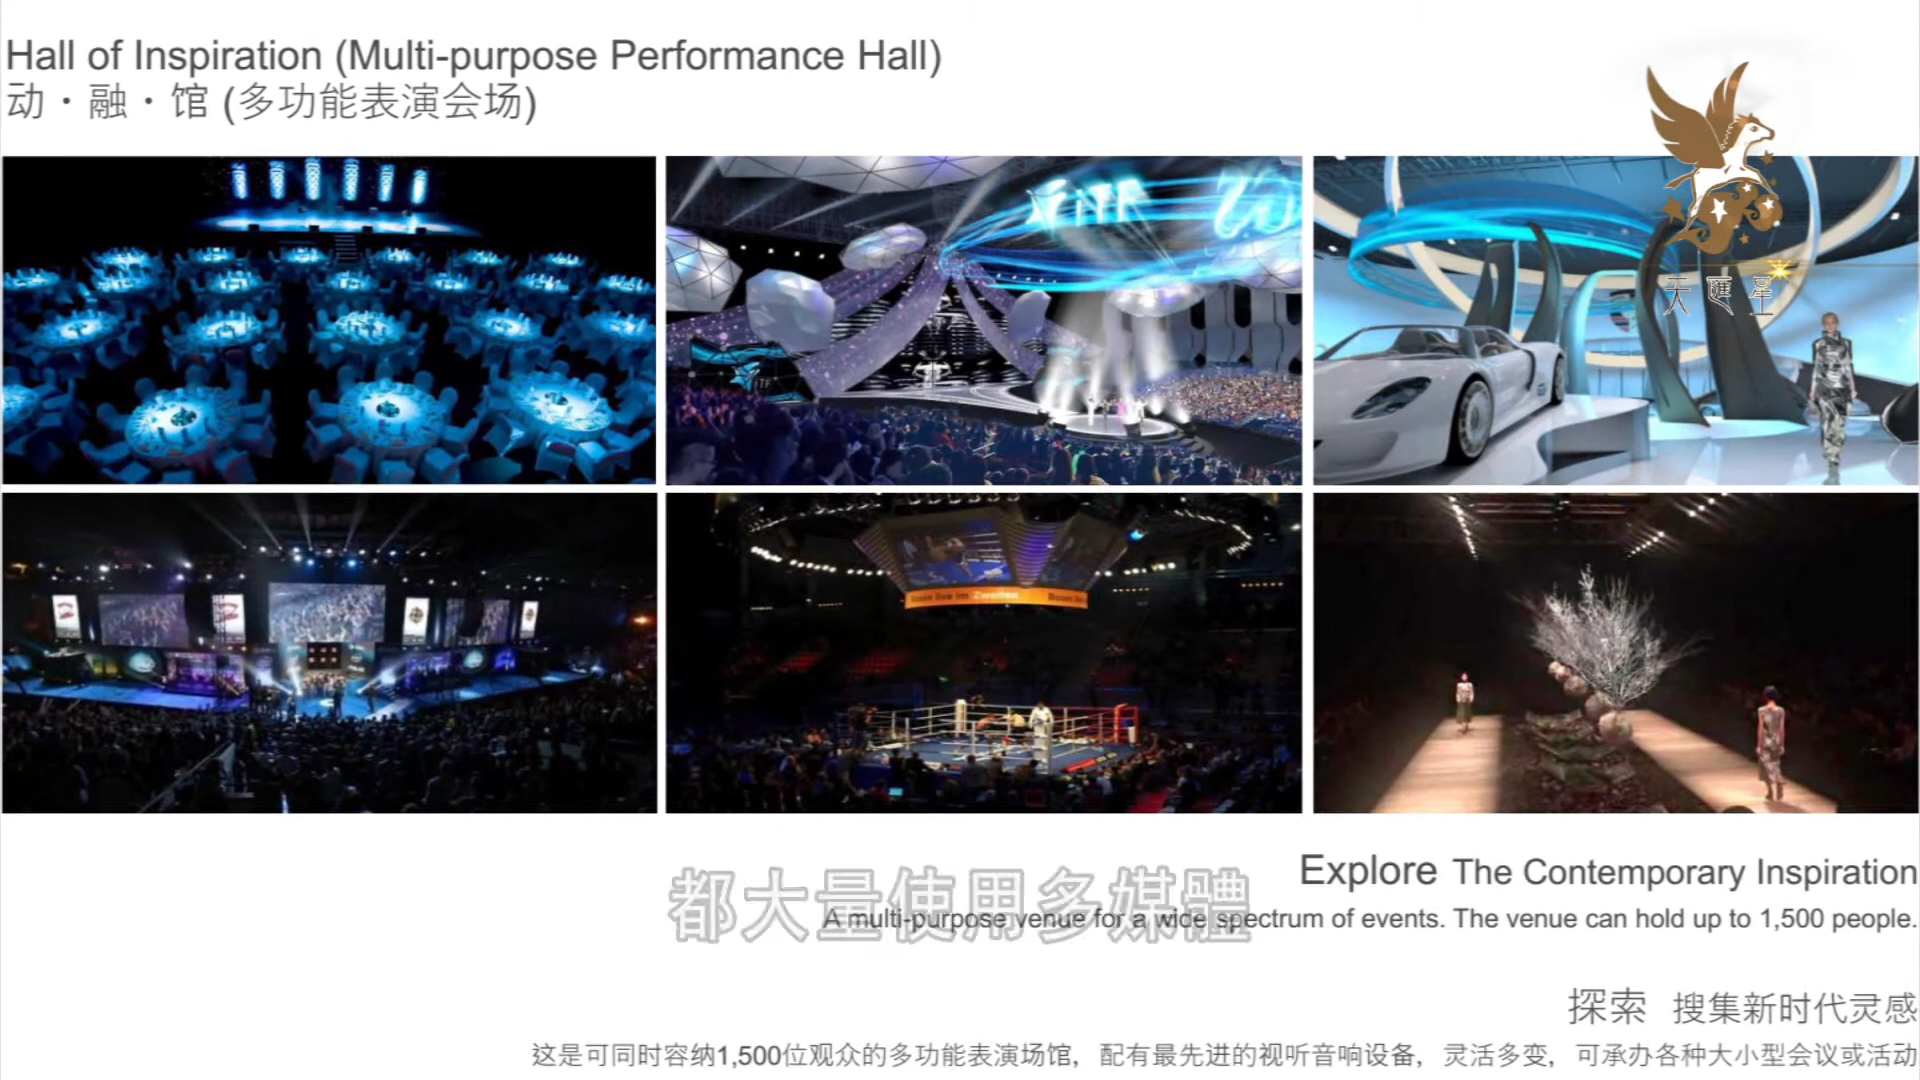 Hall of Inspiration (Multi-purpose Performance Hall)
动・融・馆 (多功能表演会场)
天匯星
iTF
Boxen live im Zweiten
都大量使用多媒體
Explore The Contemporary Inspiration
A multi-purpose venue for a wide spectrum of events. The venue can hold up to 1,500 people.
探索 搜集新时代灵感
这是可同时容纳1,500位观众的多功能表演场馆，配有最先进的视听音响设备，灵活多变，可承办各种大小型会议或活动